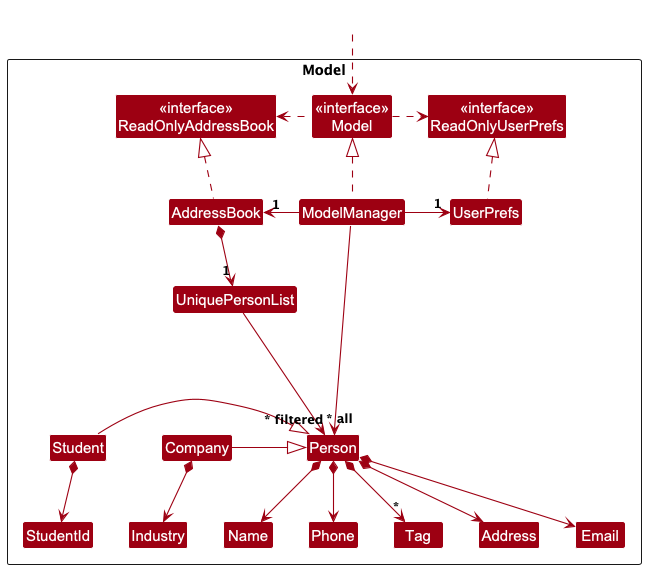 Model
«interface»
ReadOnlyAddressBook
«interface»
Model
«interface»
ReadOnlyUserPrefs
AddressBook
1
ModelManager
1
UserPrefs
1
UniquePersonList
* filtered
* all
Student
Company
Person
*
StudentId
Industry
Name
Phone
Tag
Address
Email